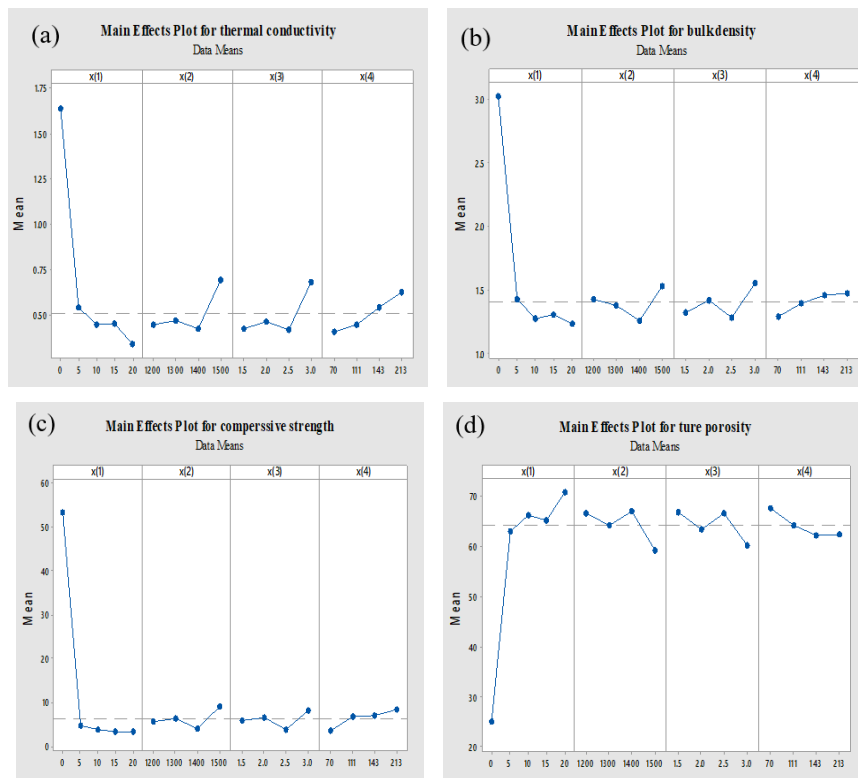 (a)
Main Effects Plot for thermal conductivity
Data Means
x(1) x(2) x(3) x(4)
1.75
1.50
1.25
1.00
0.75
0.50
Mean
0 5 10 15 20 1200 1300 1400 1500 1.5 2.0 2.5 3.0 70 111 143 213
(b)
Main Effects Plot for bulkdensity
Data Means
x(1) x(2) x(3) x(4)
3.0
2.5
2.0
1.5
1.0
Mean
0 5 10 15 20 1200 1300 1400 1500 1.5 2.0 2.5 3.0 70 111 143 213
(c)
Main Effects Plot for comperssive strength
Data Means
x(1) x(2) x(3) x(4)
60
50
40
30
20
10
0
Mean
0 5 10 15 20 1200 1300 1400 1500 1.5 2.0 2.5 3.0 70 111 143 213
(d)
Main Effects Plot for ture porosity
Data Means
x(1) x(2) x(3) x(4)
70
60
50
40
30
20
Mean
0 5 10 15 20 1200 1300 1400 1500 1.5 2.0 2.5 3.0 70 111 143 213